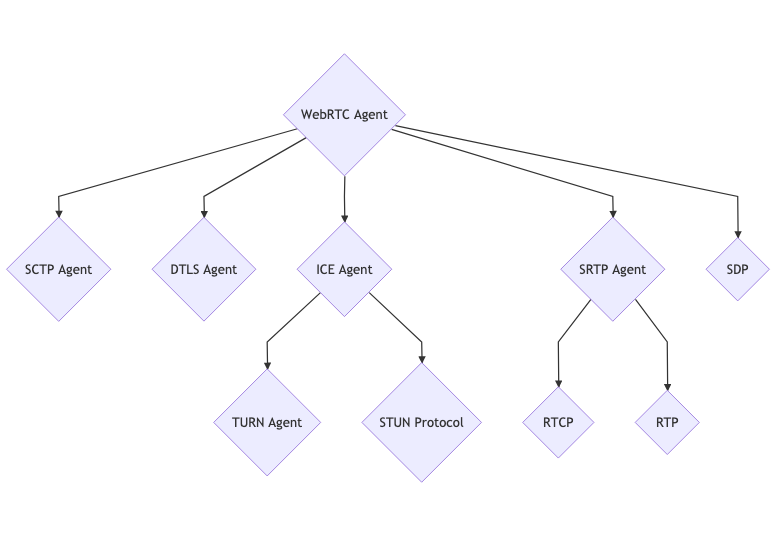 WebRTC Agent
SCTP Agent
DTLS Agent
ICE Agent
SRTP Agent
SDP
TURN Agent
STUN Protocol
RTCP
RTP